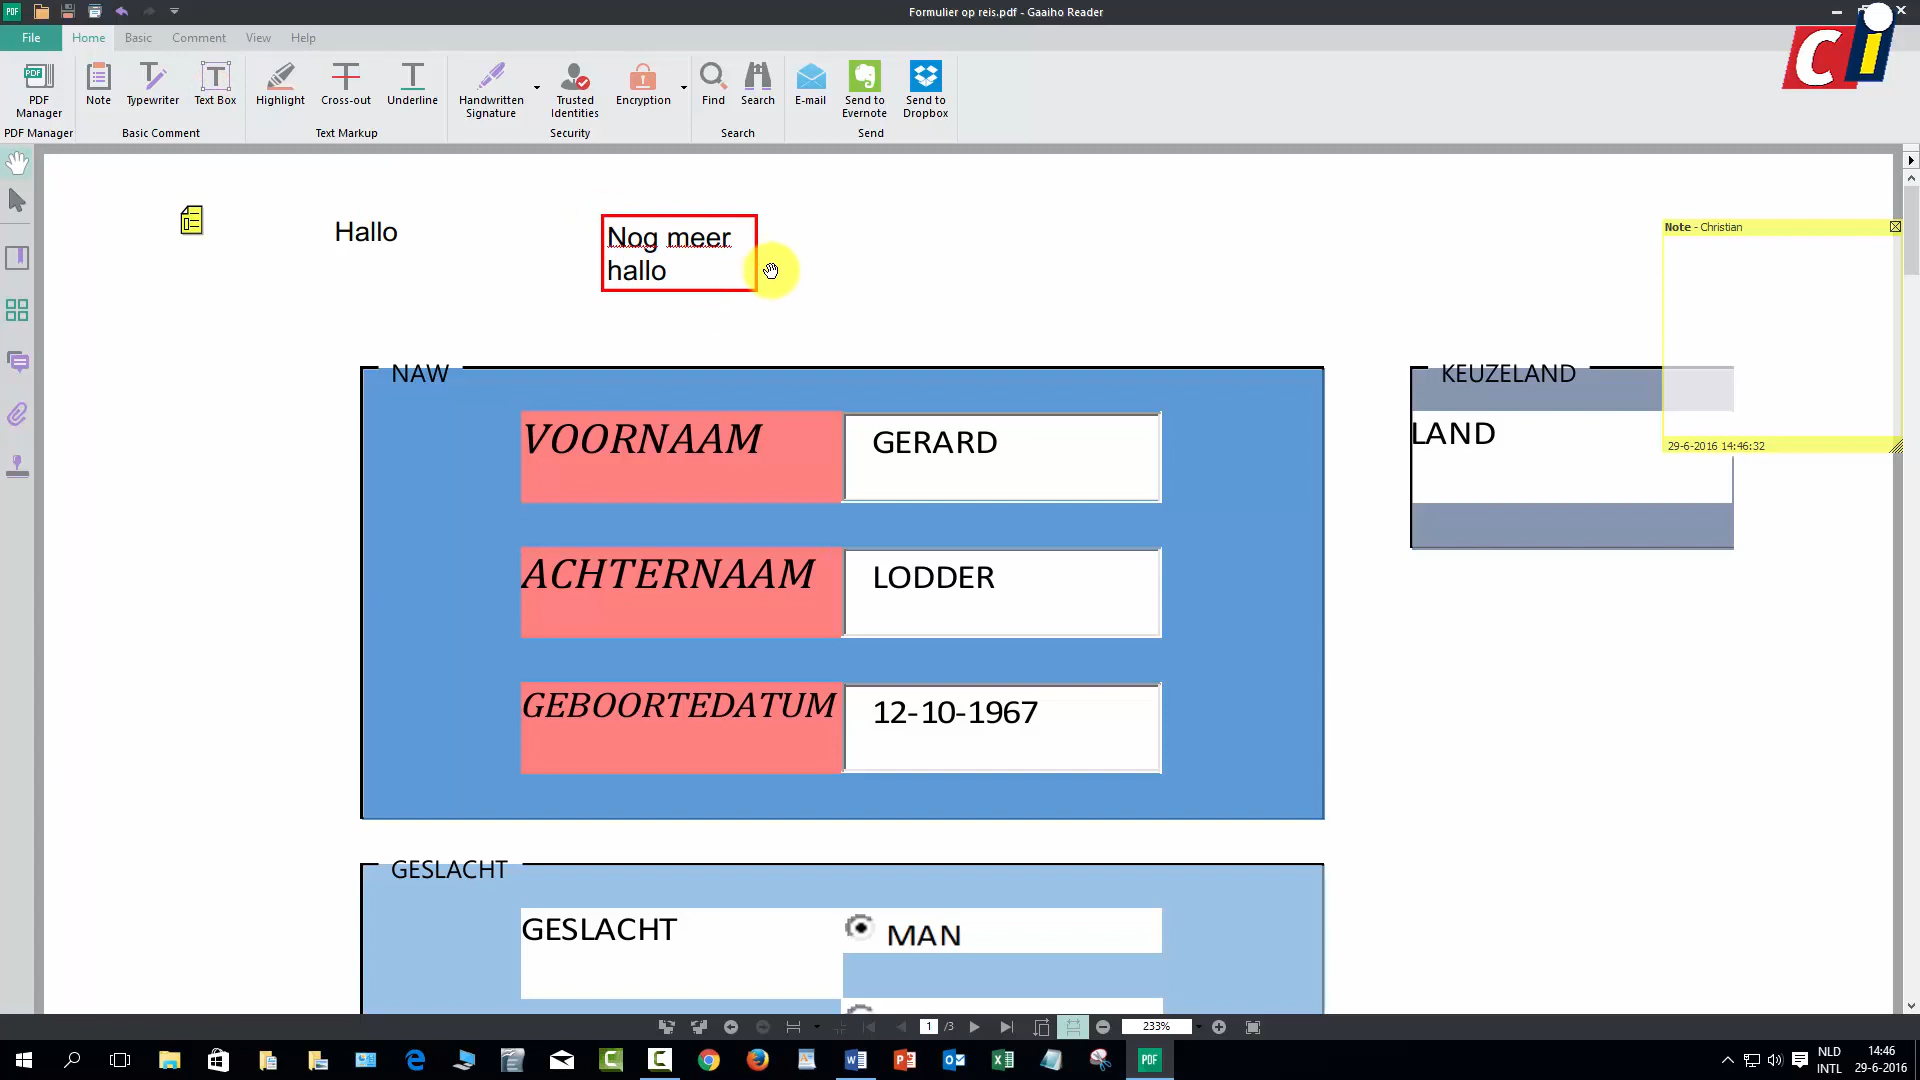 Formulier op reis.pdf - Gaaiho Reader
File Home Basic Comment View Help
PDF Manager
Note
Typewriter
Text Box
Highlight
Cross-out
Underline
Handwritten Signature
Trusted Identities
Encryption
Find
Search
E-mail
Send to Evernote
Send to Dropbox
PDF Manager
Basic Comment
Text Markup
Security
Search
Send
Ci
Hallo
Nog meer
hallo
Note - Christian
29-6-2016 14:46:32
NAW
VOORNAAM GERARD
ACHTERNAAM LODDER
GEBOORTEDATUM 12-10-1967
KEUZELAND
LAND
GESLACHT
GESLACHT MAN
1 /3 233%
PDF
NLD
INTL
14:46
29-6-2016